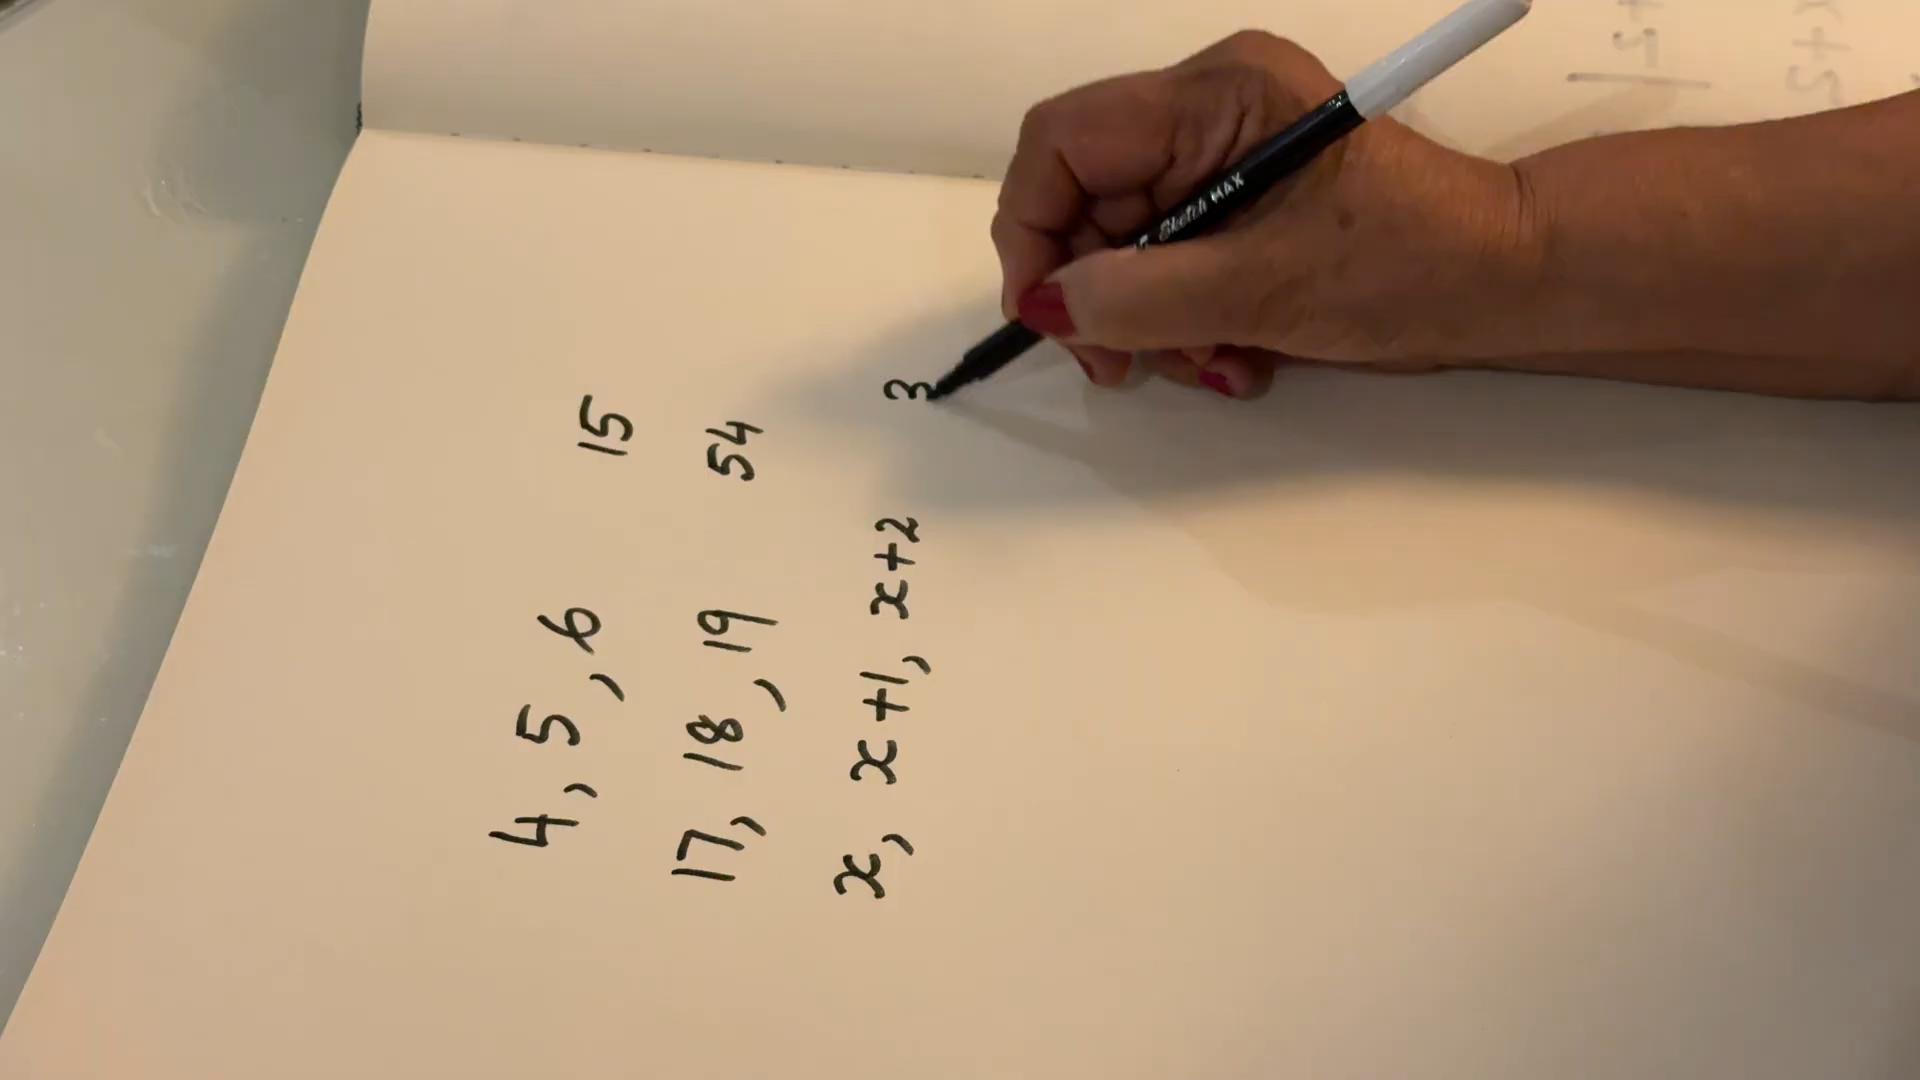 4, 5, 6 15
17, 18, 19 54
x, x+1, x+2 3
Sketch MAX